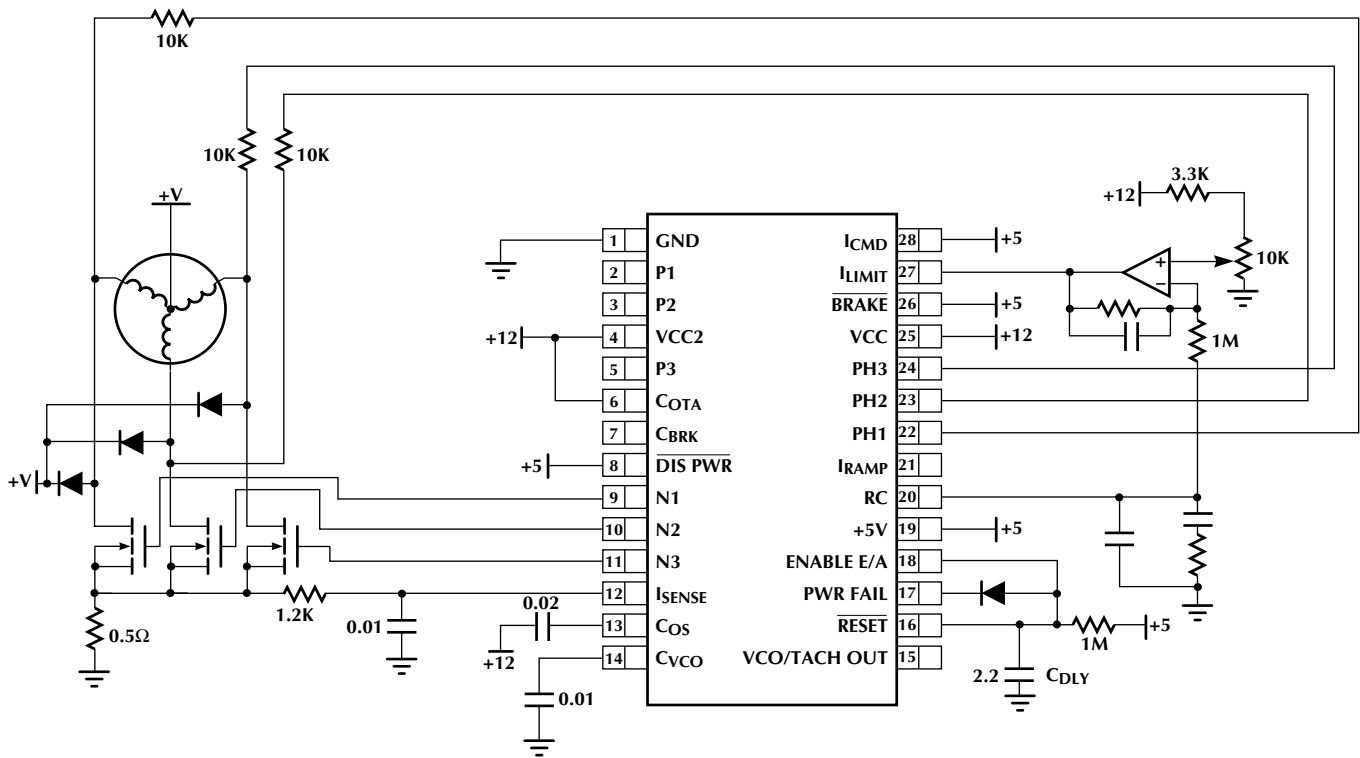 10K
10K
10K
+V
+V
0.5Ω
1.2K
0.01
+12
+5
0.02
+12
0.01
1 GND
2 P1
3 P2
4 VCC2
5 P3
6 COTA
7 CBRK
8 DIS PWR
9 N1
10 N2
11 N3
12 ISENSE
13 COS
14 CVCO
ICMD 28
ILIMIT 27
BRAKE 26
VCC 25
PH3 24
PH2 23
PH1 22
IRAMP 21
RC 20
+5V 19
ENABLE E/A 18
PWR FAIL 17
RESET 16
VCO/TACH OUT 15
+5
+5
+12
+12
3.3K
10K
+
–
1M
+5
1M
+5
2.2
CDLY